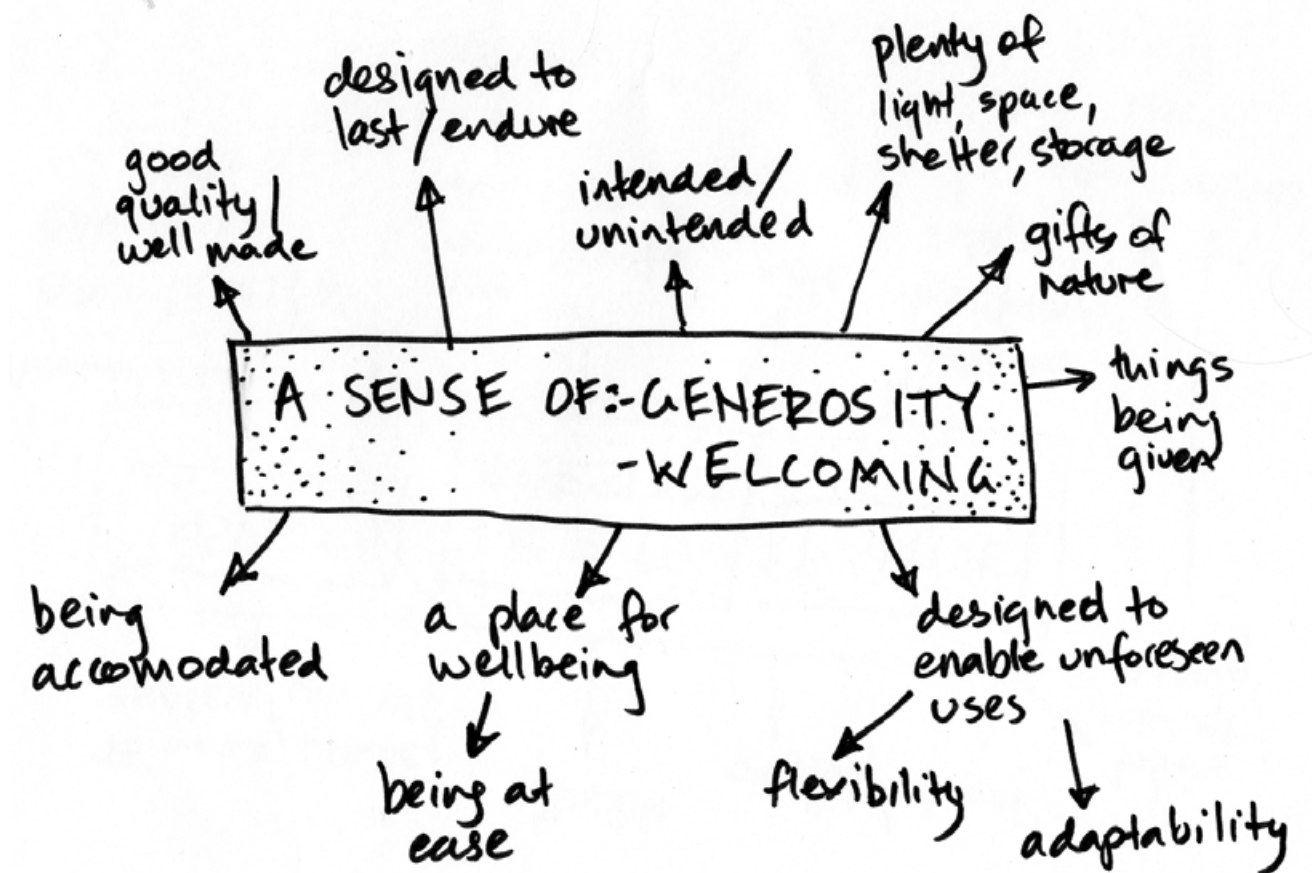 good
quality/
well made
designed to
last/endure
intended/
unintended
plenty of
light, space,
shelter, storage
gifts of
nature
things
being
given
A SENSE OF:-GENEROSITY
-WELCOMING
being
accomodated
a place for
wellbeing
being at
ease
designed to
enable unforeseen
uses
flexibility
adaptability